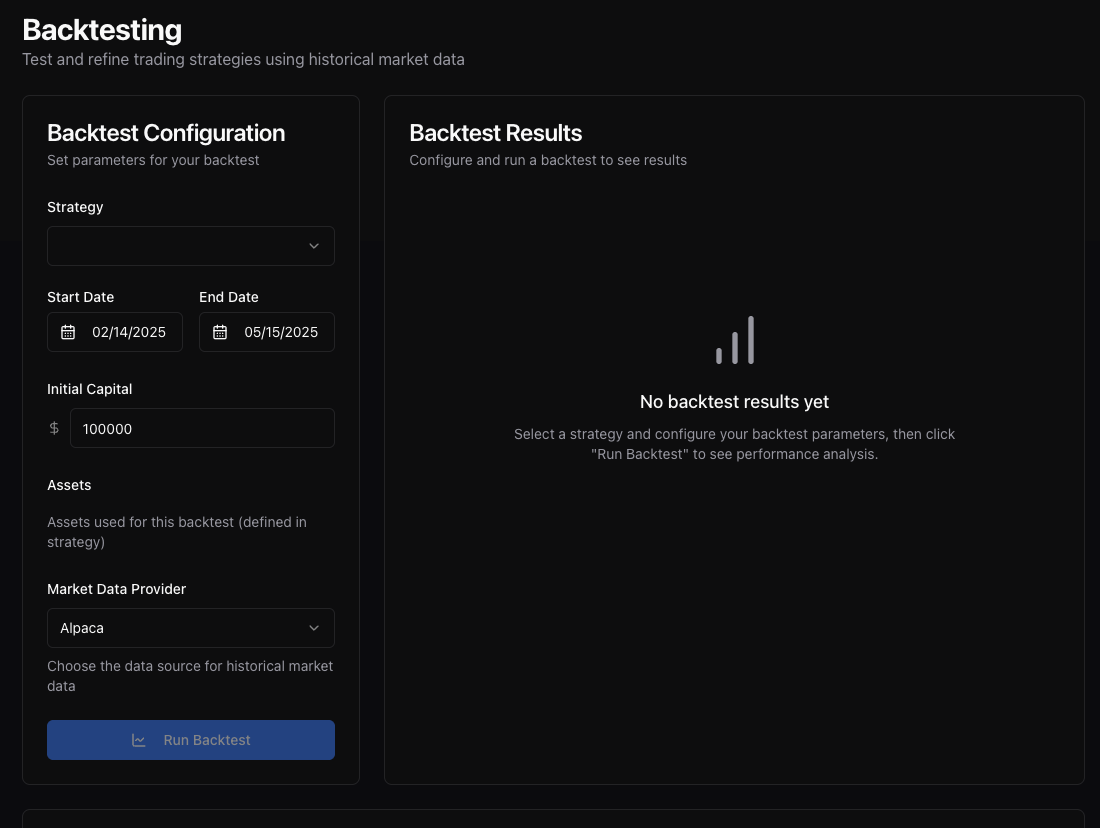 Backtesting
Test and refine trading strategies using historical market data
Backtest Configuration
Set parameters for your backtest
Strategy
Start Date
End Date
02/14/2025
05/15/2025
Initial Capital
$
100000
Assets
Assets used for this backtest (defined in
strategy)
Market Data Provider
Alpaca
Choose the data source for historical market
data
Run Backtest
Backtest Results
Configure and run a backtest to see results
No backtest results yet
Select a strategy and configure your backtest parameters, then click
"Run Backtest" to see performance analysis.